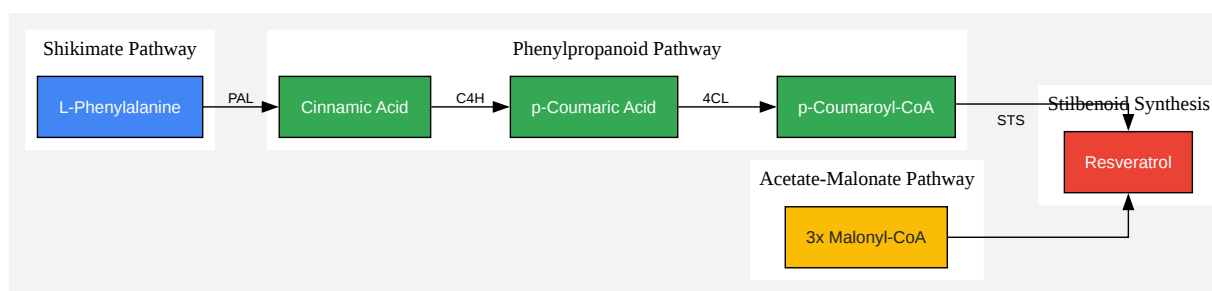 Shikimate Pathway
Phenylpropanoid Pathway
L-Phenylalanine
PAL
Cinnamic Acid
C4H
p-Coumaric Acid
4CL
p-Coumaroyl-CoA
STS
Stilbenoid Synthesis
Resveratrol
Acetate-Malonate Pathway
3x Malonyl-CoA